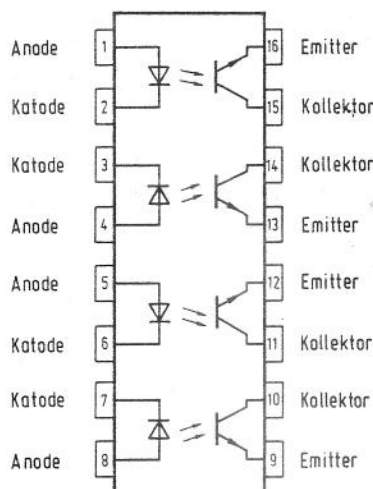 Anode 1 16 Emitter
Katode 2 15 Kollektor
Katode 3 14 Kollektor
Anode 4 13 Emitter
Anode 5 12 Emitter
Katode 6 11 Kollektor
Katode 7 10 Kollektor
Anode 8 9 Emitter